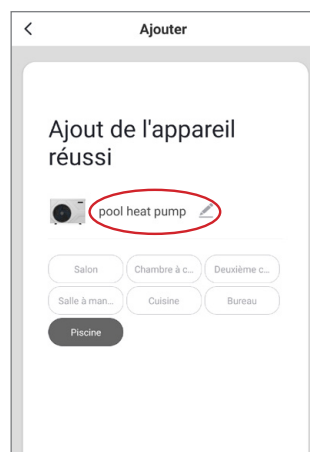 Ajouter
Ajout de l'appareil
réussi
pool heat pump
Salon
Chambre à c...
Deuxième c...
Salle à man...
Cuisine
Bureau
Piscine